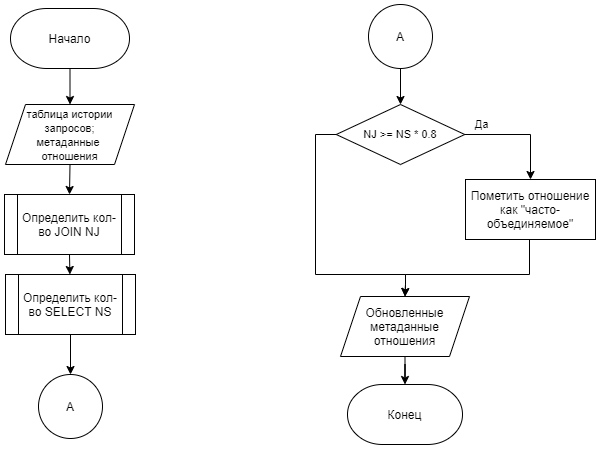 Начало
таблица истории
запросов;
метаданные
отношения
Определить кол-
во JOIN NJ
Определить кол-
во SELECT NS
А
А
NJ >= NS * 0.8
Да
Пометить отношение
как "часто-
объединяемое"
Обновленные
метаданные
отношения
Конец